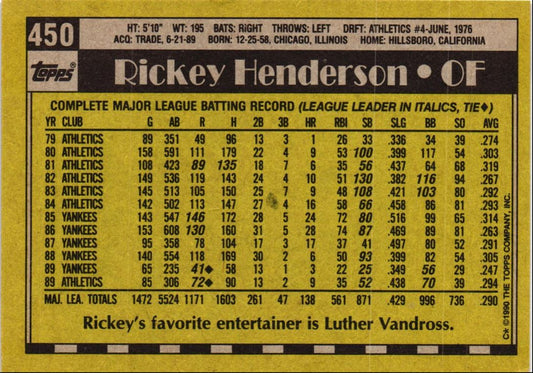 450
HT: 5'10" WT: 195 BATS: RIGHT THROWS: LEFT DRFT: ATHLETICS #4-JUNE, 1976
ACQ: TRADE, 6-21-89 BORN: 12-25-58, CHICAGO, ILLINOIS HOME: HILLSBORO, CALIFORNIA
Topps
Rickey Henderson • OF
COMPLETE MAJOR LEAGUE BATTING RECORD (LEAGUE LEADER IN ITALICS, TIE♦)
YR CLUB G AB R H 2B 3B HR RBI SB SLG BB SO AVG
79 ATHLETICS 89 351 49 96 13 3 1 26 33 .336 34 39 .274
80 ATHLETICS 158 591 111 179 22 4 9 53 100 .399 117 54 .303
81 ATHLETICS 108 423 89 135 18 7 6 35 56 .437 64 68 .319
82 ATHLETICS 149 536 119 143 24 4 10 51 130 .382 116 94 .267
83 ATHLETICS 145 513 105 150 25 7 9 48 108 .421 103 80 .292
84 ATHLETICS 142 502 113 147 27 4 16 58 66 .458 86 81 .293
85 YANKEES 143 547 146 172 28 5 24 72 80 .516 99 65 .314
86 YANKEES 153 608 130 160 31 5 28 74 87 .469 89 81 .263
87 YANKEES 95 358 78 104 17 3 17 37 41 .497 80 52 .291
88 YANKEES 140 554 118 169 30 2 6 50 93 .399 82 54 .305
89 YANKEES 65 235 41♦ 58 13 1 3 22 25 .349 56 29 .247
89 ATHLETICS 85 306 72♦ 90 13 2 9 35 52 .438 70 39 .294
MAJ. LEA. TOTALS 1472 5524 1171 1603 261 47 138 561 871 .429 996 736 .290
Rickey's favorite entertainer is Luther Vandross.
C* ©1990 THE TOPPS COMPANY, INC.